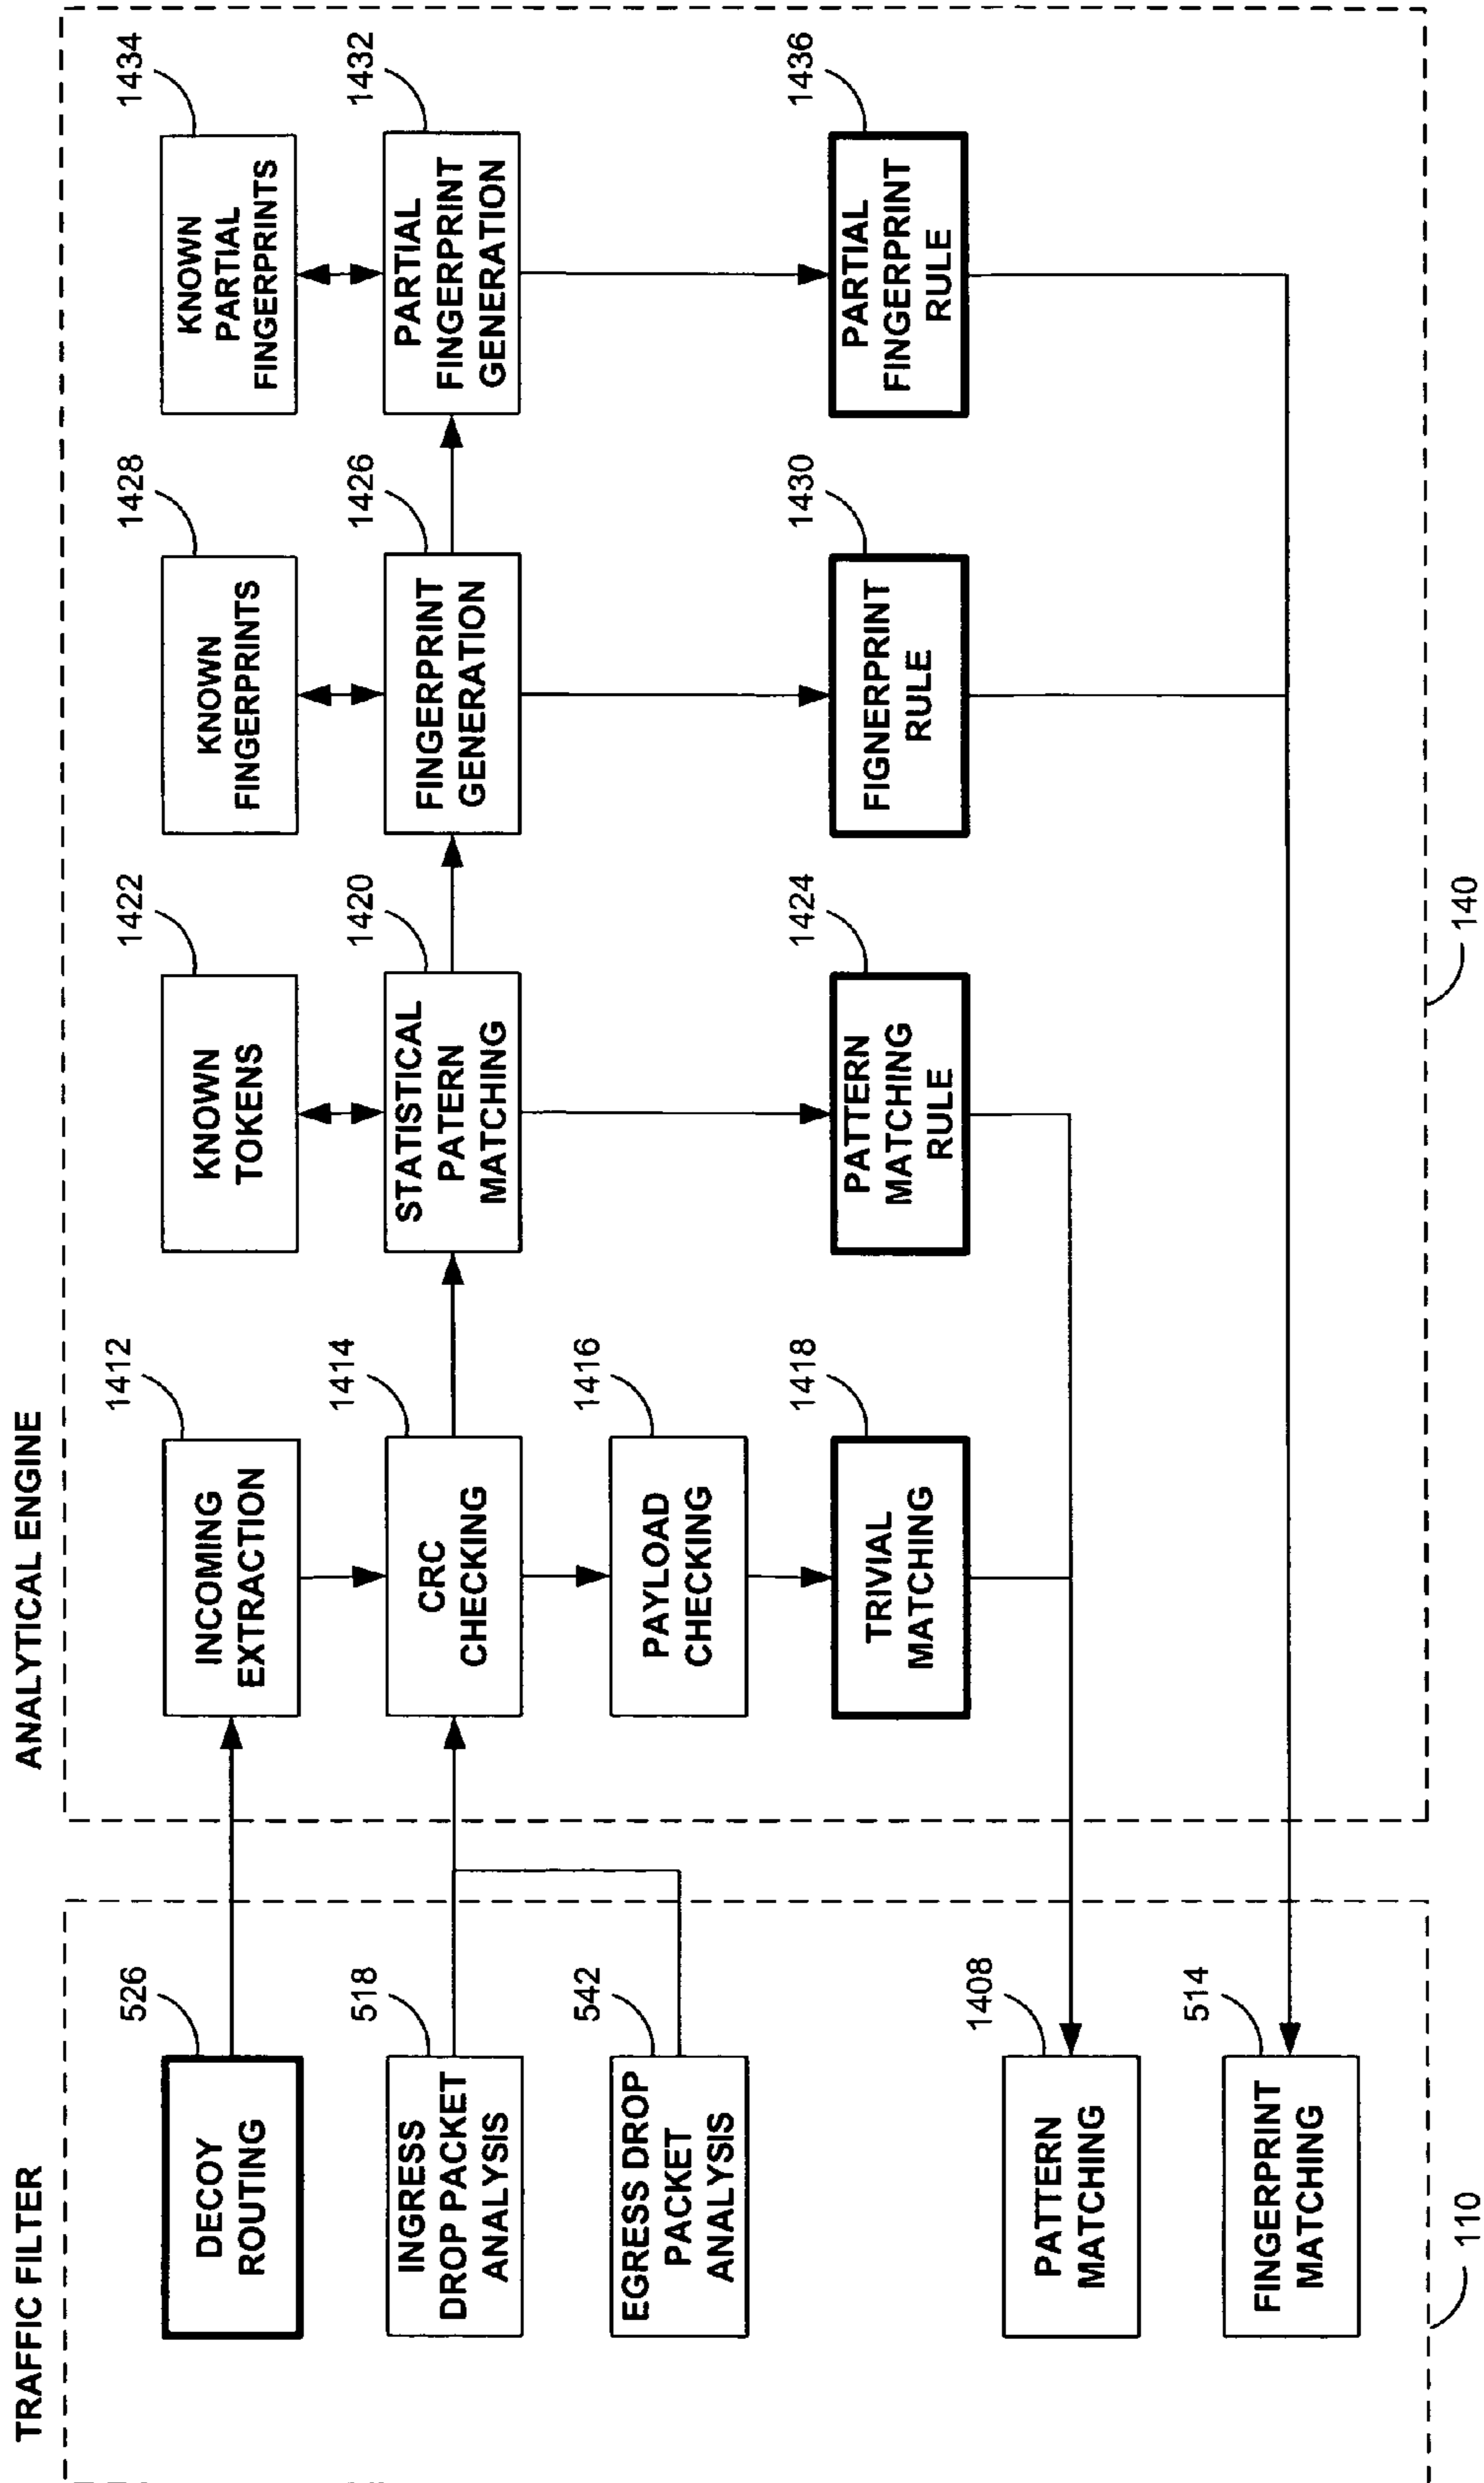 TRAFFIC FILTER
ANALYTICAL ENGINE
526
DECOY
ROUTING
518
INGRESS
DROP PACKET
ANALYSIS
542
EGRESS DROP
PACKET
ANALYSIS
1408
PATTERN
MATCHING
514
FINGERPRINT
MATCHING
110
1412
INCOMING
EXTRACTION
1414
CRC
CHECKING
1416
PAYLOAD
CHECKING
1418
TRIVIAL
MATCHING
1422
KNOWN
TOKENS
1420
STATISTICAL
PATERN
MATCHING
1424
PATTERN
MATCHING
RULE
1428
KNOWN
FINGERPRINTS
1426
FINGERPRINT
GENERATION
1430
FIGNERPRINT
RULE
1434
KNOWN
PARTIAL
FINGERPRINTS
1432
PARTIAL
FINGERPRINT
GENERATION
1436
PARTIAL
FINGERPRINT
RULE
140